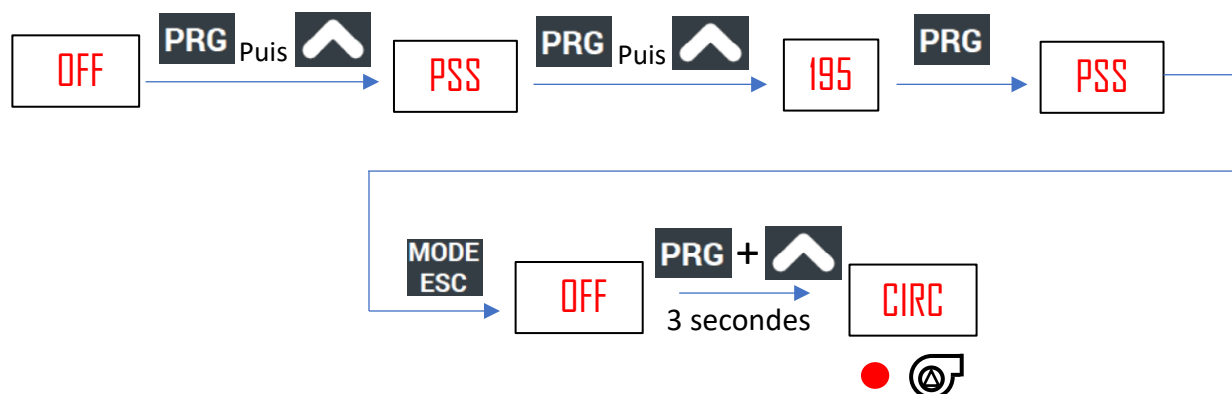 OFF PRG Puis PSS PRG Puis 195 PRG PSS
MODE
ESC
OFF PRG + CIRC
3 secondes